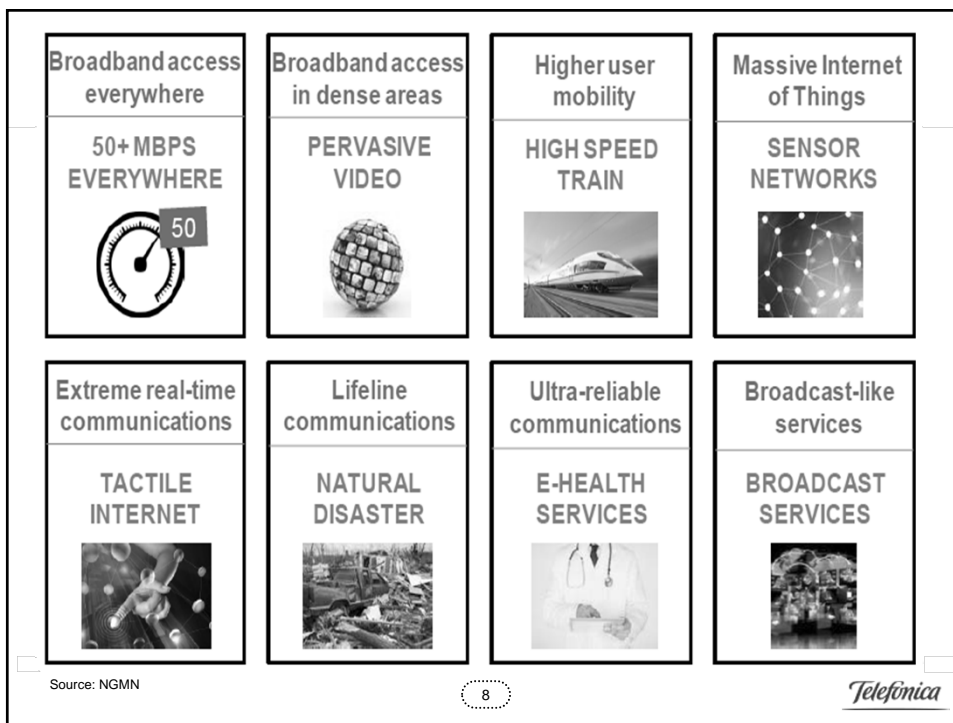 Broadband access
everywhere
50+ MBPS
EVERYWHERE
50
Broadband access
in dense areas
PERVASIVE
VIDEO
Higher user
mobility
HIGH SPEED
TRAIN
Massive Internet
of Things
SENSOR
NETWORKS
Extreme real-time
communications
TACTILE
INTERNET
Lifeline
communications
NATURAL
DISASTER
Ultra-reliable
communications
E-HEALTH
SERVICES
Broadcast-like
services
BROADCAST
SERVICES
Source: NGMN
8
Telefónica